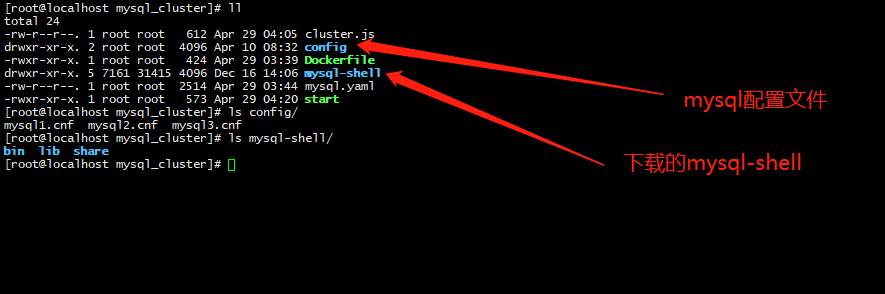 [root@localhost mysql_cluster]# ll
total 24
-rw-r--r--. 1 root root   612 Apr 29 04:05 cluster.js
drwxr-xr-x. 2 root root  4096 Apr 10 08:32 config
-rwxr-xr-x. 1 root root   424 Apr 29 03:39 Dockerfile
drwxr-xr-x. 5 7161 31415 4096 Dec 16 14:06 mysql-shell
-rw-r--r--. 1 root root  2514 Apr 29 03:44 mysql.yaml
-rwxr-xr-x. 1 root root   573 Apr 29 04:20 start
[root@localhost mysql_cluster]# ls config/
mysql1.cnf  mysql2.cnf  mysql3.cnf
[root@localhost mysql_cluster]# ls mysql-shell/
bin  lib  share
[root@localhost mysql_cluster]#
mysql配置文件
下载的mysql-shell